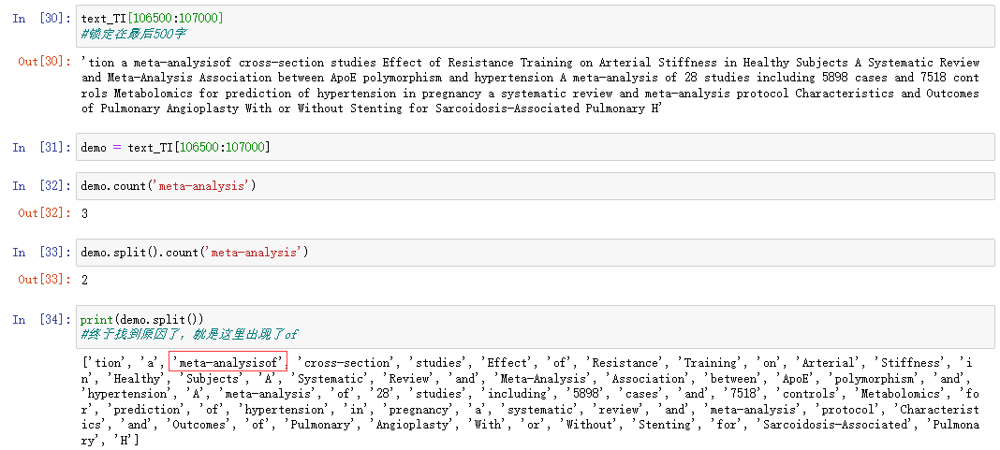 In [30]: text_TI[106500:107000]
#锁定在最后500字
Out[30]: 'tion a meta-analysisof cross-section studies Effect of Resistance Training on Arterial Stiffness in Healthy Subjects A Systematic Review
and Meta-Analysis Association between ApoE polymorphism and hypertension A meta-analysis of 28 studies including 5898 cases and 7518 cont
rols Metabolomics for prediction of hypertension in pregnancy a systematic review and meta-analysis protocol Characteristics and Outcomes
of Pulmonary Angioplasty With or Without Stenting for Sarcoidosis-Associated Pulmonary H'
In [31]: demo = text_TI[106500:107000]
In [32]: demo.count('meta-analysis')
Out[32]: 3
In [33]: demo.split().count('meta-analysis')
Out[33]: 2
In [34]: print(demo.split())
#终于找到原因了，就是这里出现了of
['tion', 'a', 'meta-analysisof', 'cross-section', 'studies', 'Effect', 'of', 'Resistance', 'Training', 'on', 'Arterial', 'Stiffness', 'i
n', 'Healthy', 'Subjects', 'A', 'Systematic', 'Review', 'and', 'Meta-Analysis', 'Association', 'between', 'ApoE', 'polymorphism', 'and',
'hypertension', 'A', 'meta-analysis', 'of', '28', 'studies', 'including', '5898', 'cases', 'and', '7518', 'controls', 'Metabolomics', 'fo
r', 'prediction', 'of', 'hypertension', 'in', 'pregnancy', 'a', 'systematic', 'review', 'and', 'meta-analysis', 'protocol', 'Characterist
ics', 'and', 'Outcomes', 'of', 'Pulmonary', 'Angioplasty', 'With', 'or', 'Without', 'Stenting', 'for', 'Sarcoidosis-Associated', 'Pulmona
ry', 'H']